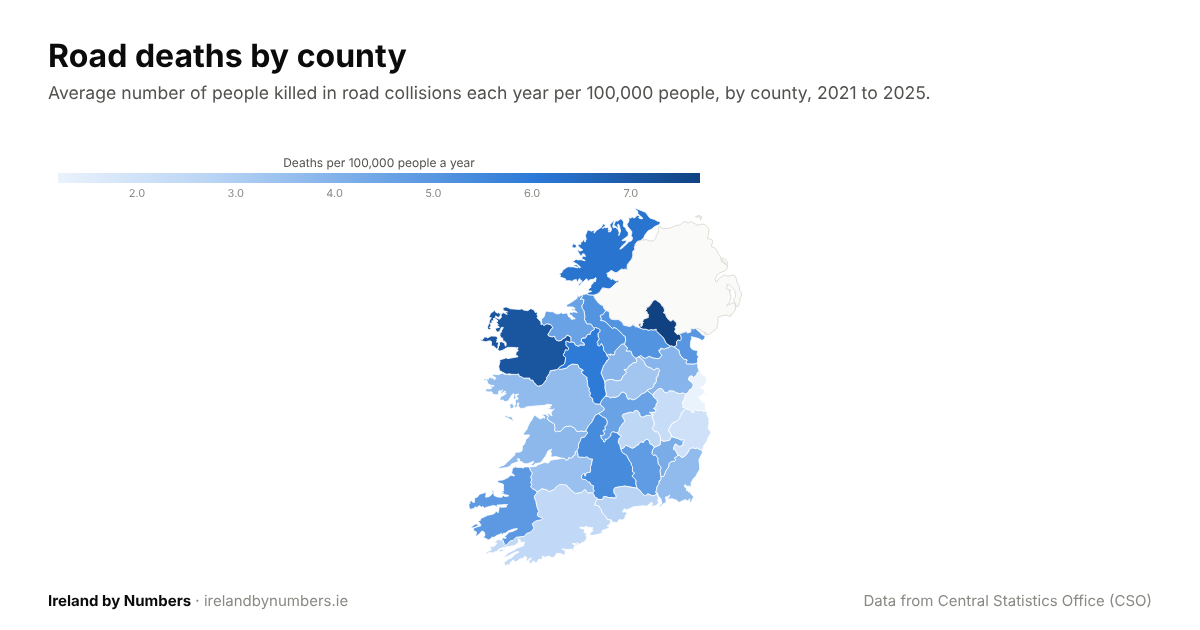 Road deaths by county
Average number of people killed in road collisions each year per 100,000 people, by county, 2021 to 2025.
Deaths per 100,000 people a year
2.0 3.0 4.0 5.0 6.0 7.0
Ireland by Numbers · irelandbynumbers.ie
Data from Central Statistics Office (CSO)